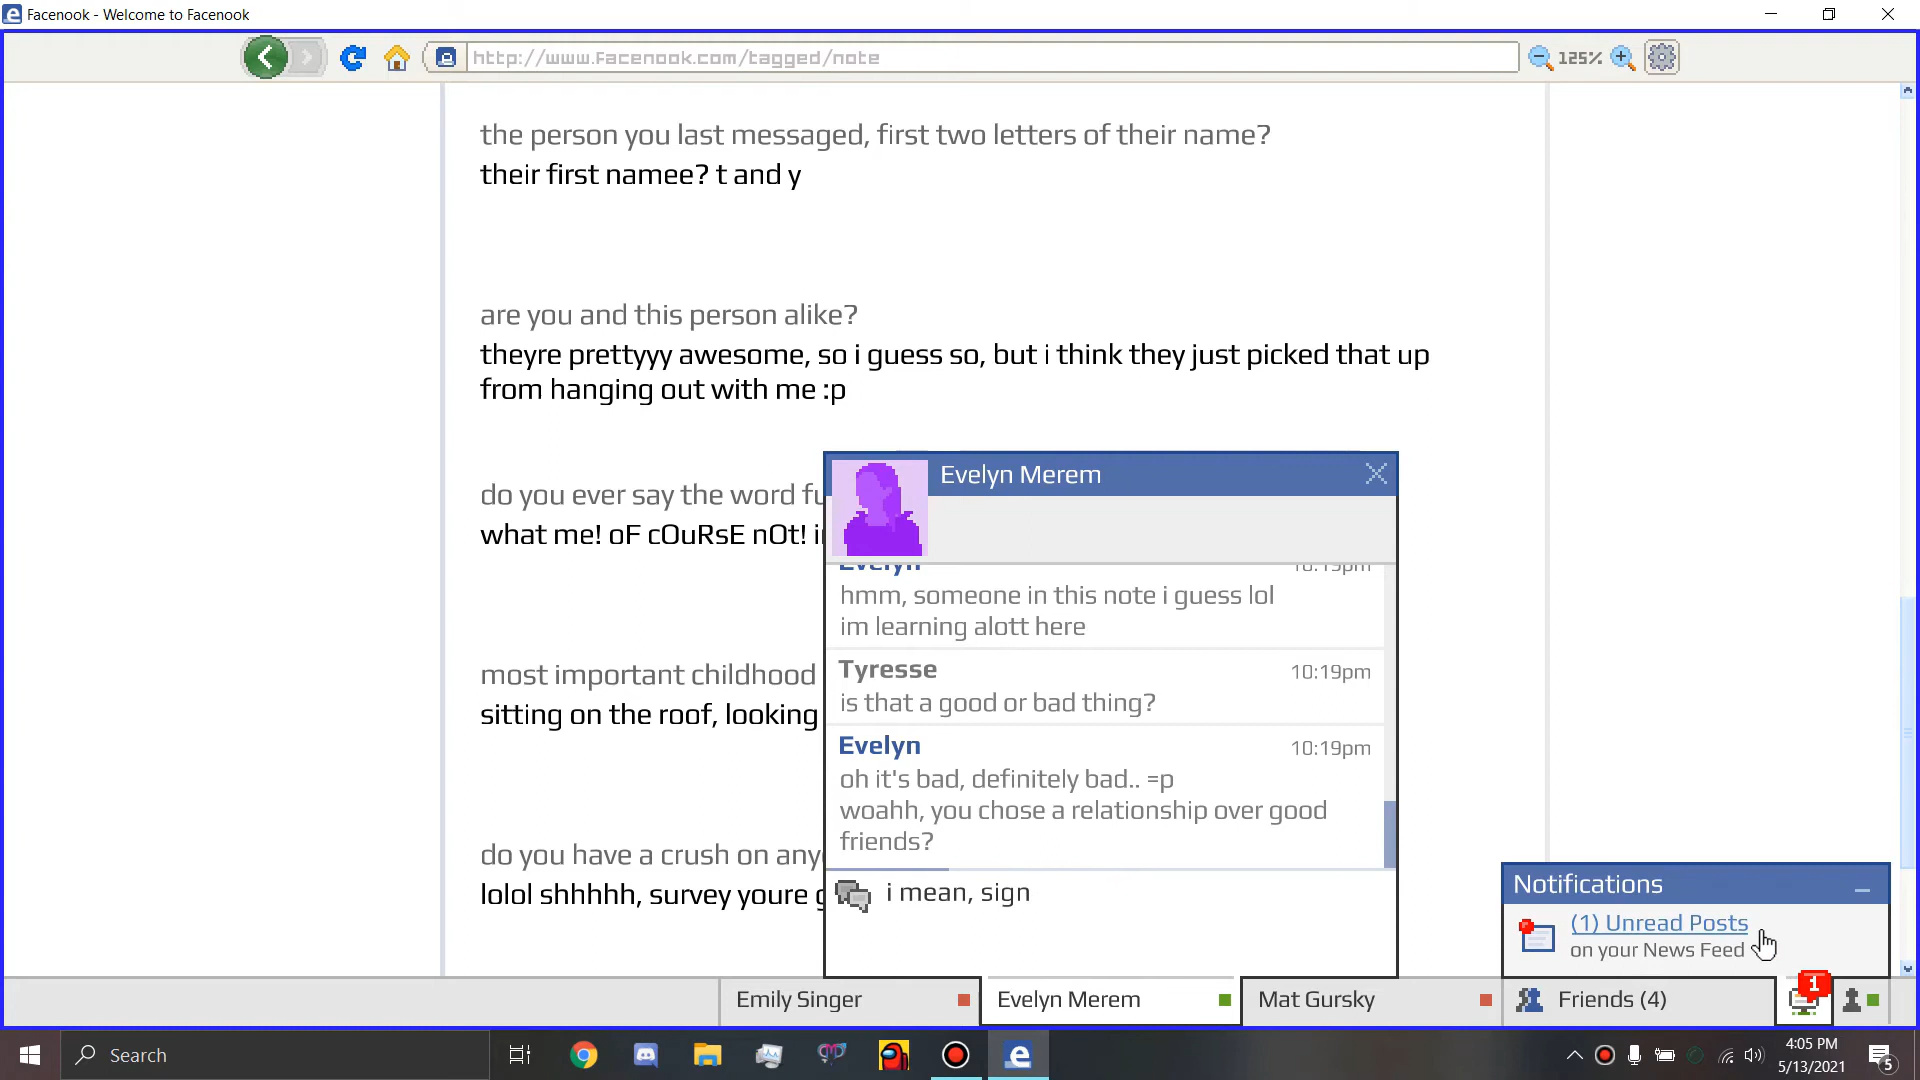 Facenook - Welcome to Facenook
http://www.Facenook.com/tagged/note
125%
the person you last messaged, first two letters of their name?
their first namee? t and y
are you and this person alike?
theyre prettyyy awesome, so i guess so, but i think they just picked that up
from hanging out with me :p
do you ever say the word fu
what me! oF cOuRsE nOt!
most important childhood
sitting on the roof, looking
do you have a crush on any
lolol shhhhh, survey youre
Evelyn Merem
Evelyn 10:19pm
hmm, someone in this note i guess lol
im learning alott here
Tyresse 10:19pm
is that a good or bad thing?
Evelyn 10:19pm
oh it's bad, definitely bad.. =p
woahh, you chose a relationship over good
friends?
i mean, sign
Notifications
(1) Unread Posts
on your News Feed
Emily Singer
Evelyn Merem
Mat Gursky
Friends (4)
1
Search
4:05 PM
5/13/2021
5